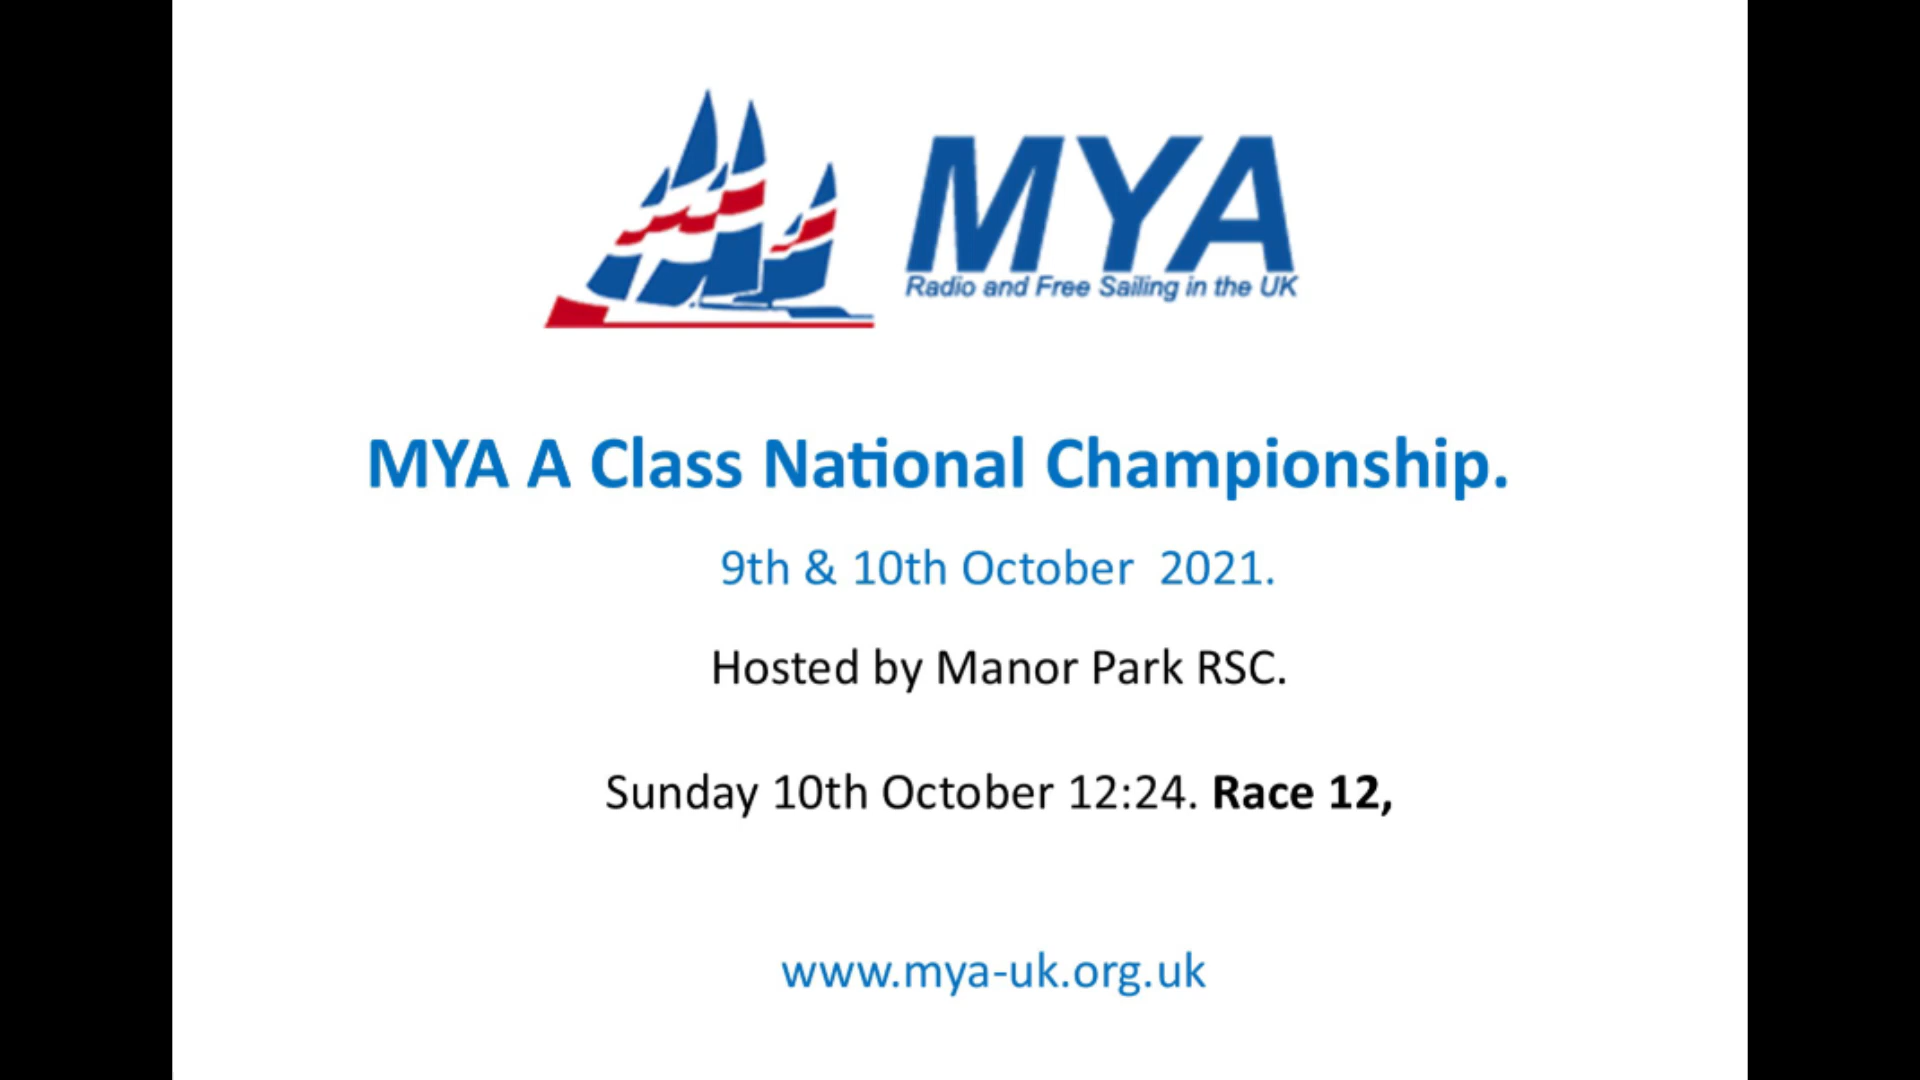 MYA
Radio and Free Sailing in the UK
MYA A Class National Championship.
9th & 10th October 2021.
Hosted by Manor Park RSC.
Sunday 10th October 12:24. Race 12,
www.mya-uk.org.uk